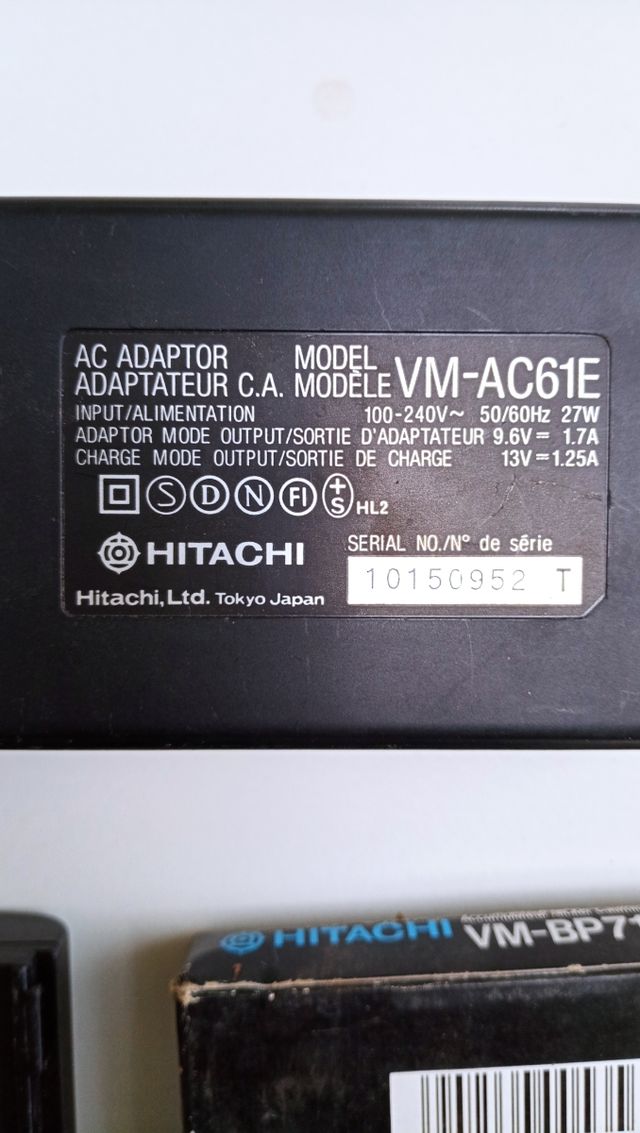 AC ADAPTOR MODEL
ADAPTATEUR C.A. MODÈLE VM-AC61E
INPUT/ALIMENTATION 100-240V~ 50/60Hz 27W
ADAPTOR MODE OUTPUT/SORTIE D'ADAPTATEUR 9.6V⎓ 1.7A
CHARGE MODE OUTPUT/SORTIE DE CHARGE 13V⎓1.25A
S D N FI +S HL2
HITACHI
SERIAL NO./N° de série
10150952 T
Hitachi,Ltd. Tokyo Japan
HITACHI VM-BP71